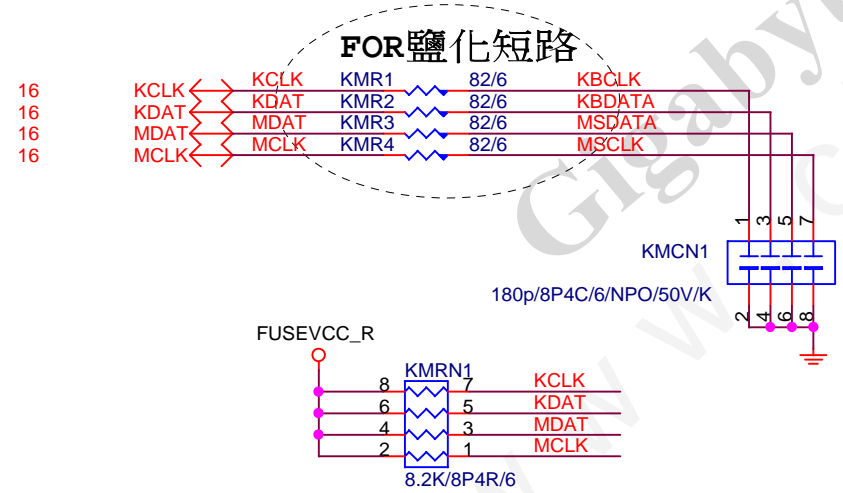 FOR鹽化短路
16 KCLK KCLK KMR1 82/6 KBCLK
16 KDAT KDAT KMR2 82/6 KBDATA
16 MDAT MDAT KMR3 82/6 MSDATA
16 MCLK MCLK KMR4 82/6 MSCLK
Gigaby
1 3 5 7
KMCN1
180p/8P4C/6/NPO/50V/K
2 4 6 8
FUSEVCC_R
KMRN1
8 7 KCLK
6 5 KDAT
4 3 MDAT
2 1 MCLK
8.2K/8P4R/6